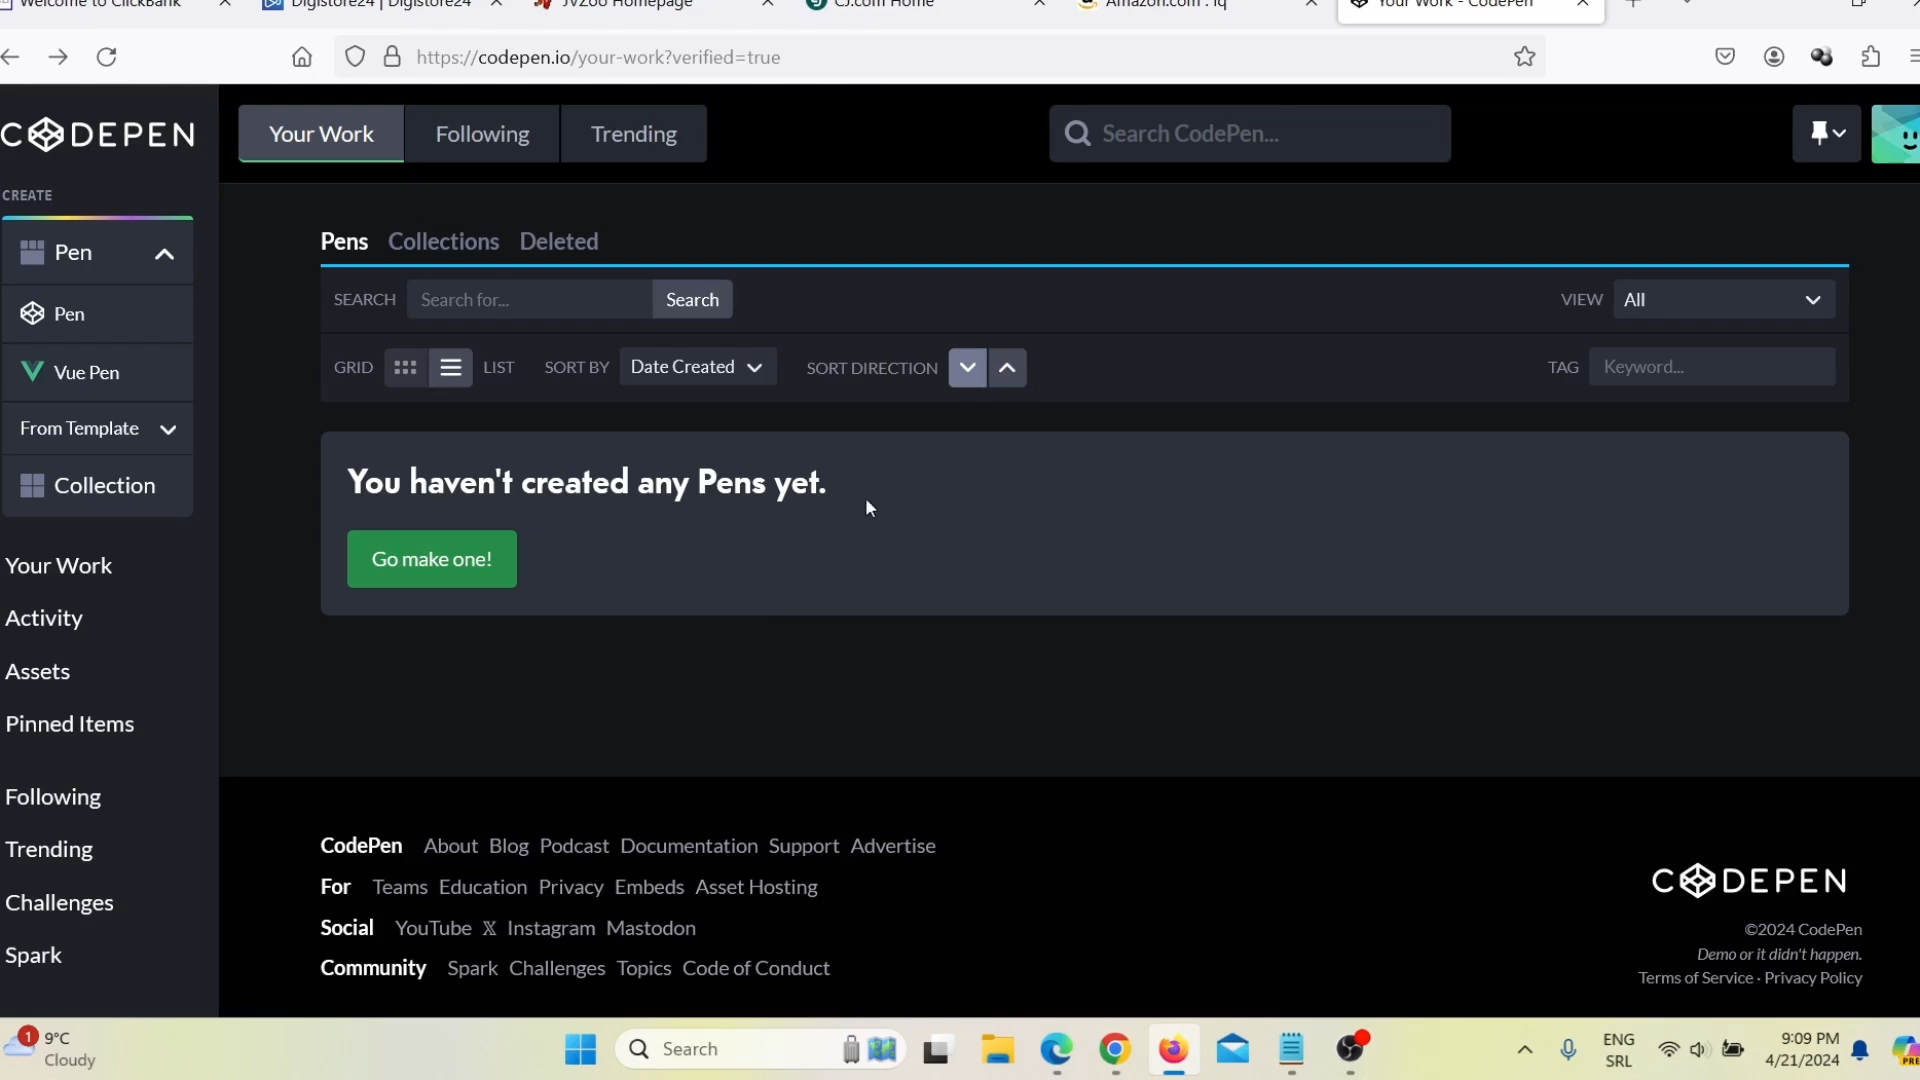 Welcome to ClickBank
Digistore24 | Digistore24
JVZoo Homepage
CJ.com Home
Amazon.com : iq
Your Work - CodePen
https://codepen.io/your-work?verified=true
CODEPEN
Your Work
Following
Trending
Search CodePen...
CREATE
Pen
Pen
Vue Pen
From Template
Collection
Your Work
Activity
Assets
Pinned Items
Following
Trending
Challenges
Spark
Pens Collections Deleted
SEARCH Search for... Search
VIEW All
GRID LIST SORT BY Date Created SORT DIRECTION
TAG Keyword...
You haven't created any Pens yet.
Go make one!
CodePen About Blog Podcast Documentation Support Advertise
For Teams Education Privacy Embeds Asset Hosting
Social YouTube 𝕏 Instagram Mastodon
Community Spark Challenges Topics Code of Conduct
CODEPEN
©2024 CodePen
Demo or it didn't happen.
Terms of Service · Privacy Policy
1
9°C
Cloudy
Search
ENG
SRL
9:09 PM
4/21/2024
PRE